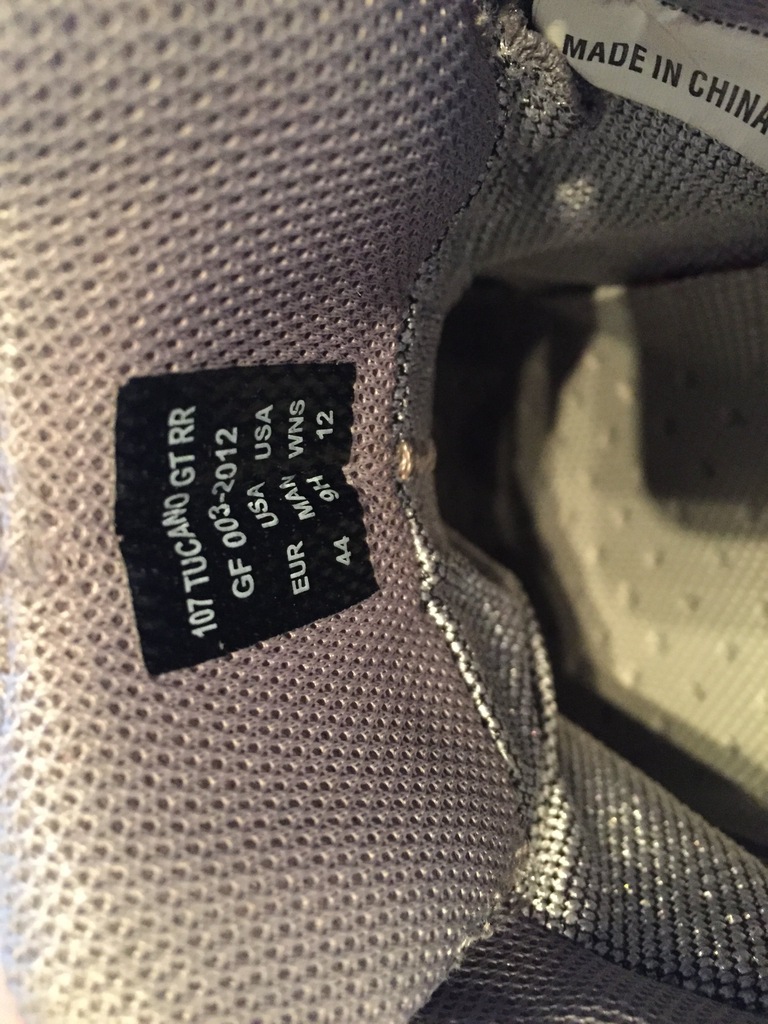 107 TUCANO GT RR
GF 003-2012
USA USA
EUR MAN WNS
44 9H 12
MADE IN CHINA